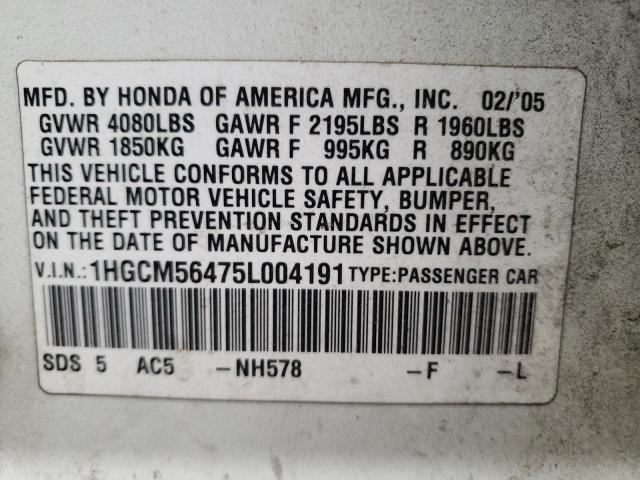 MFD. BY HONDA OF AMERICA MFG., INC. 02/'05
GVWR 4080LBS GAWR F 2195LBS R 1960LBS
GVWR 1850KG GAWR F 995KG R 890KG
THIS VEHICLE CONFORMS TO ALL APPLICABLE
FEDERAL MOTOR VEHICLE SAFETY, BUMPER,
AND THEFT PREVENTION STANDARDS IN EFFECT
ON THE DATE OF MANUFACTURE SHOWN ABOVE.
V.I.N.:1HGCM56475L004191 TYPE:PASSENGER CAR
SDS 5 AC5 -NH578 -F -L